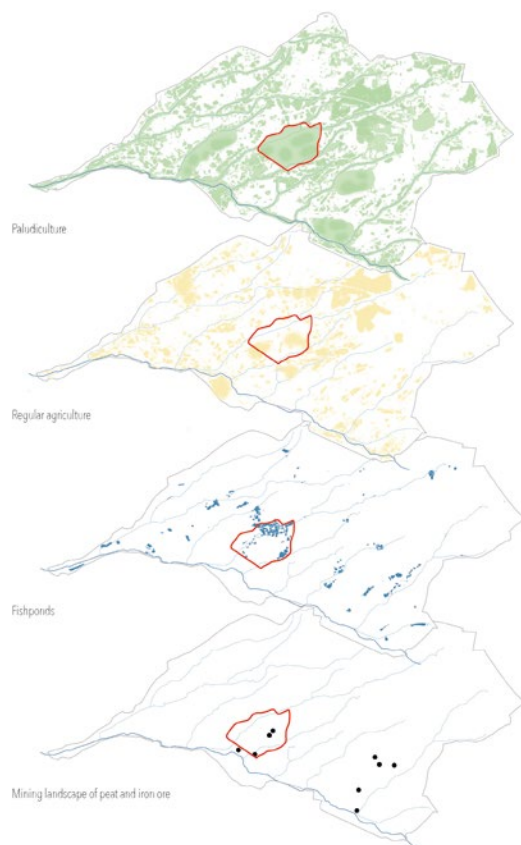 Paludiculture
Regular agriculture
Fishponds
Mining landscape of peat and iron ore